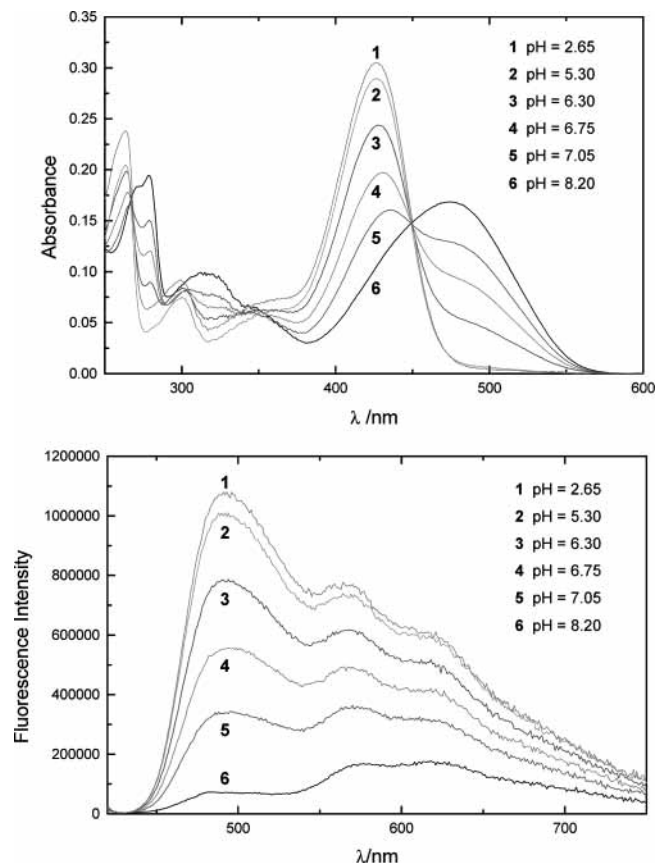 0.35
0.30
0.25
0.20
0.15
0.10
0.05
0.00
Absorbance
1
2
3
4
5
6
1 pH = 2.65
2 pH = 5.30
3 pH = 6.30
4 pH = 6.75
5 pH = 7.05
6 pH = 8.20
300
400
500
600
λ /nm
1200000
1000000
800000
600000
400000
200000
0
Fluorescence Intensity
1
2
3
4
5
6
1 pH = 2.65
2 pH = 5.30
3 pH = 6.30
4 pH = 6.75
5 pH = 7.05
6 pH = 8.20
500
600
700
λ/nm